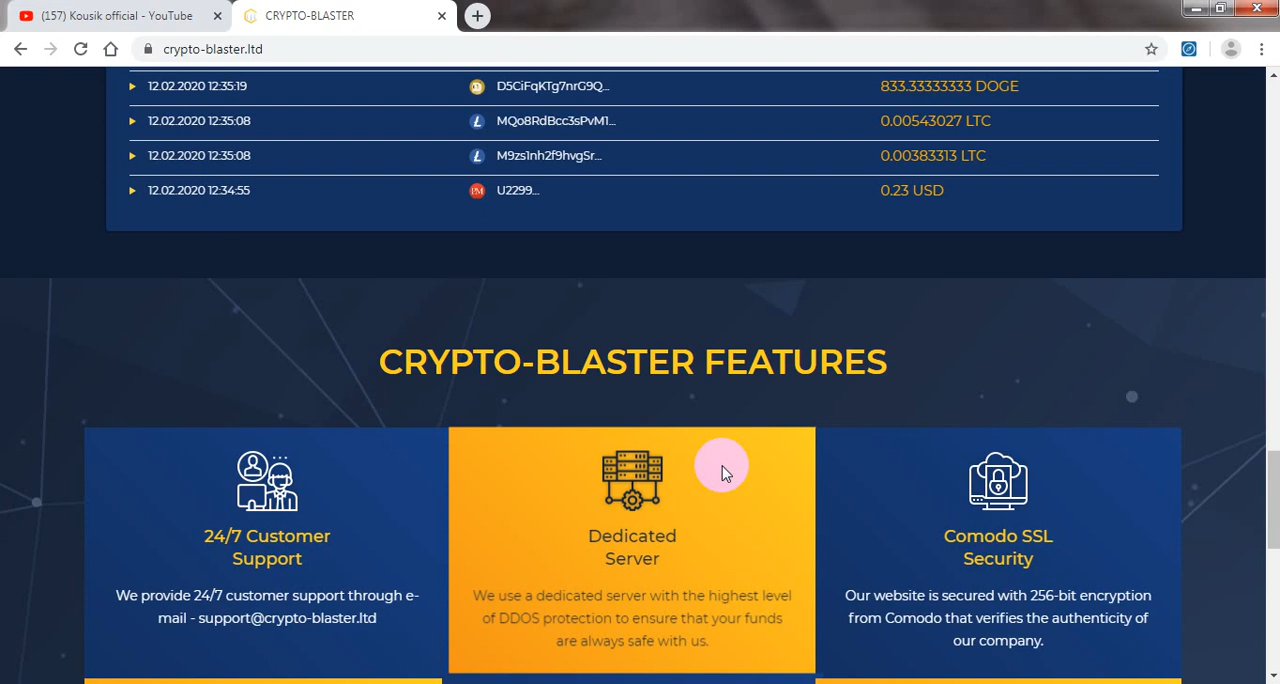 (157) Kousik official - YouTube
CRYPTO-BLASTER
crypto-blaster.ltd
12.02.2020 12:35:19 D5CiFqKTg7nrG9Q... 833.33333333 DOGE
12.02.2020 12:35:08 MQo8RdBcc3sPvM1... 0.00543027 LTC
12.02.2020 12:35:08 M9zs1nh2f9hvgSr... 0.00383313 LTC
12.02.2020 12:34:55 PM U2299... 0.23 USD
CRYPTO-BLASTER FEATURES
24/7 Customer
Support
We provide 24/7 customer support through e-
mail - support@crypto-blaster.ltd
Dedicated
Server
We use a dedicated server with the highest level
of DDOS protection to ensure that your funds
are always safe with us.
Comodo SSL
Security
Our website is secured with 256-bit encryption
from Comodo that verifies the authenticity of
our company.